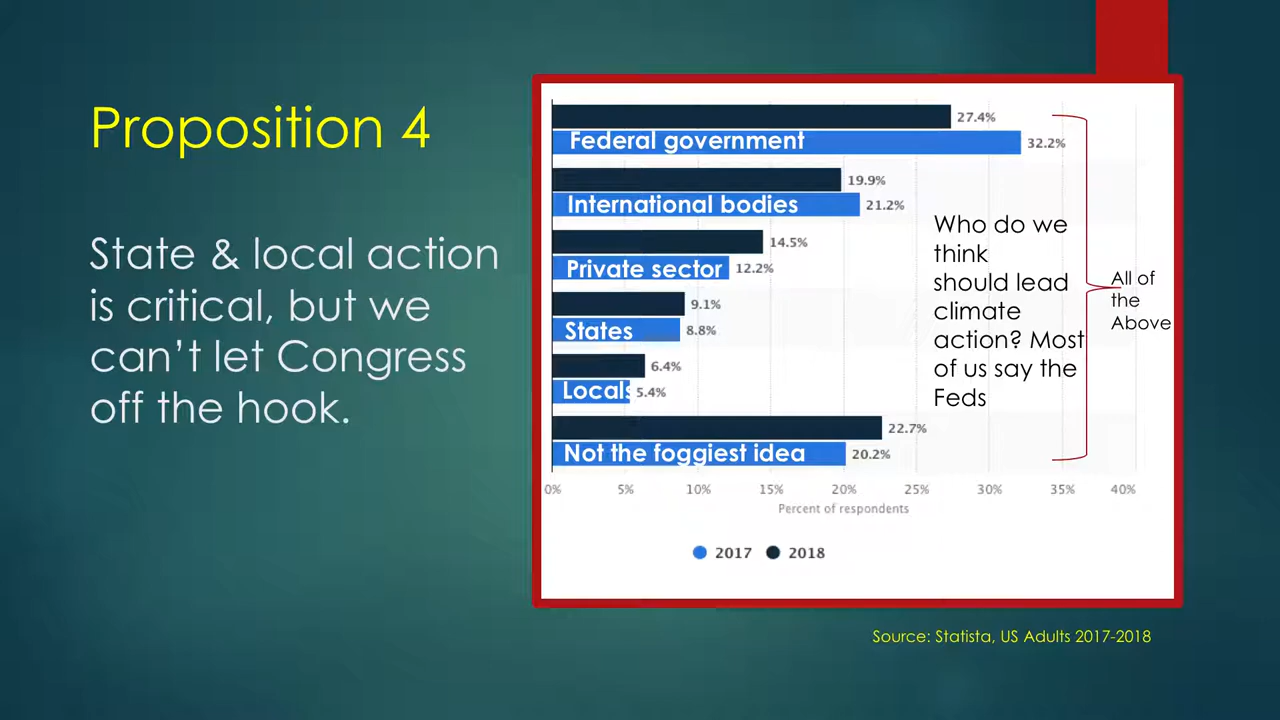 Proposition 4
State & local action
is critical, but we
can't let Congress
off the hook.
27.4%
Federal government
32.2%
19.9%
International bodies
21.2%
14.5%
Private sector
12.2%
9.1%
States
8.8%
6.4%
Locals
5.4%
22.7%
Not the foggiest idea
20.2%
Who do we
think
should lead
climate
action? Most
of us say the
Feds
All of
the
Above
0% 5% 10% 15% 20% 25% 30% 35% 40%
Percent of respondents
2017 2018
Source: Statista, US Adults 2017-2018